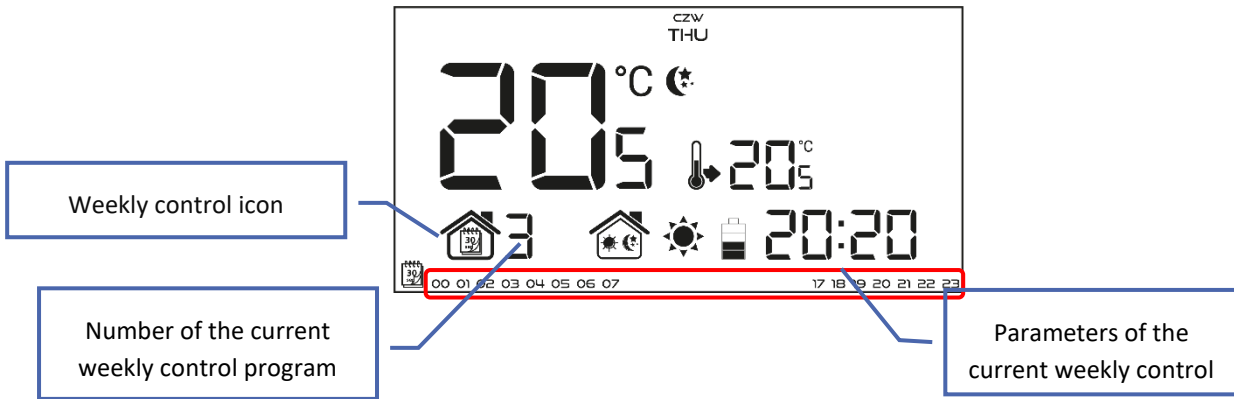 CZW
THU
20 5 °C
20 5 °C
Weekly control icon
30
3
20:20
30
00 01 02 03 04 05 06 07 17 18 19 20 21 22 23
Number of the current
weekly control program
Parameters of the
current weekly control